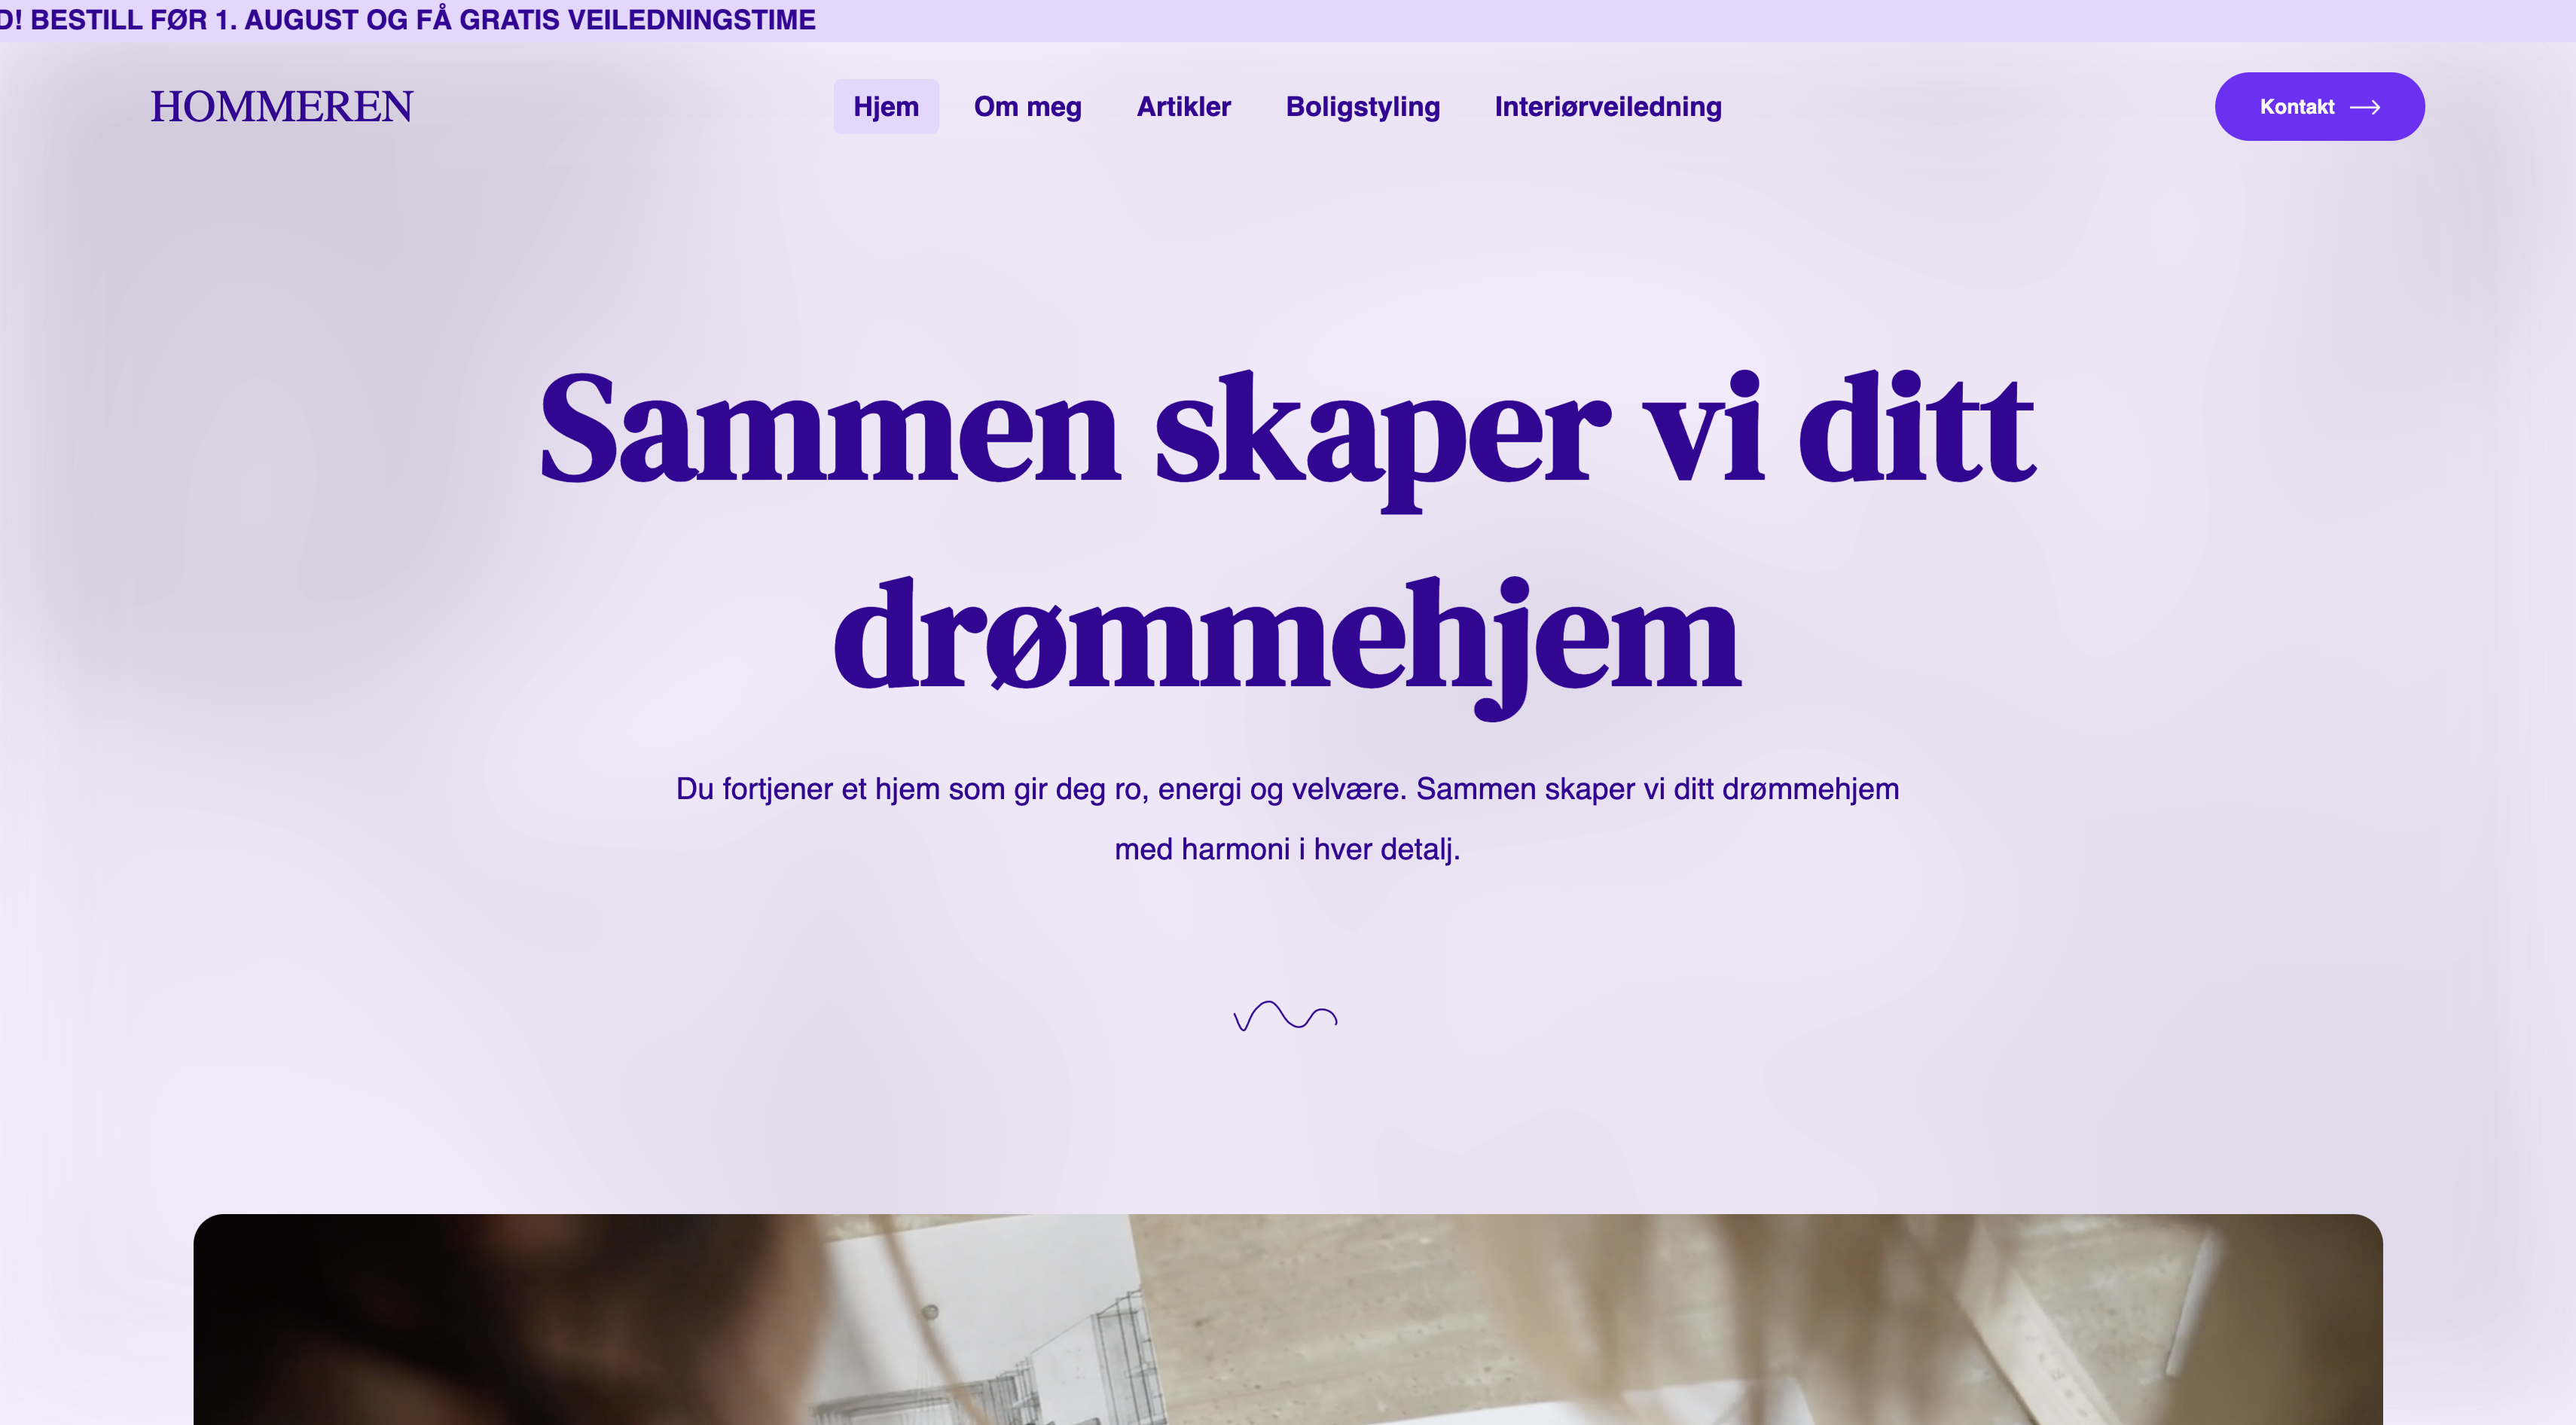 ! BESTILL FØR 1. AUGUST OG FÅ GRATIS VEILEDNINGSTIME
HOMMEREN
Hjem
Om meg
Artikler
Boligstyling
Interiørveiledning
Kontakt
Sammen skaper vi ditt
drømmehjem
Du fortjener et hjem som gir deg ro, energi og velvære. Sammen skaper vi ditt drømmehjem
med harmoni i hver detalj.